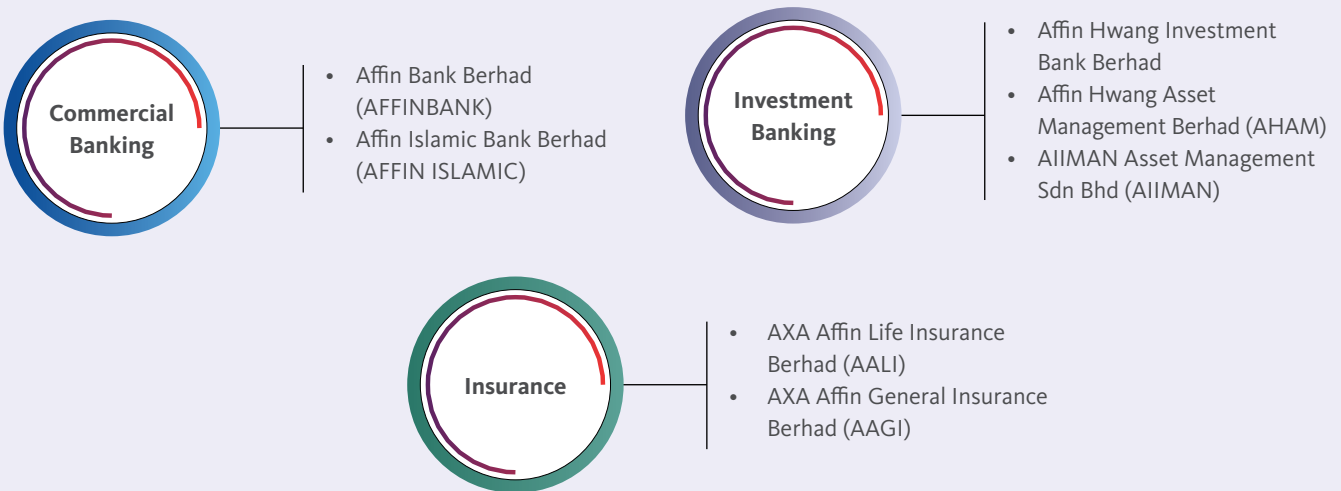 Commercial
Banking
• Affin Bank Berhad
(AFFINBANK)
• Affin Islamic Bank Berhad
(AFFIN ISLAMIC)
Investment
Banking
• Affin Hwang Investment
Bank Berhad
• Affin Hwang Asset
Management Berhad (AHAM)
• AIIMAN Asset Management
Sdn Bhd (AIIMAN)
Insurance
• AXA Affin Life Insurance
Berhad (AALI)
• AXA Affin General Insurance
Berhad (AAGI)